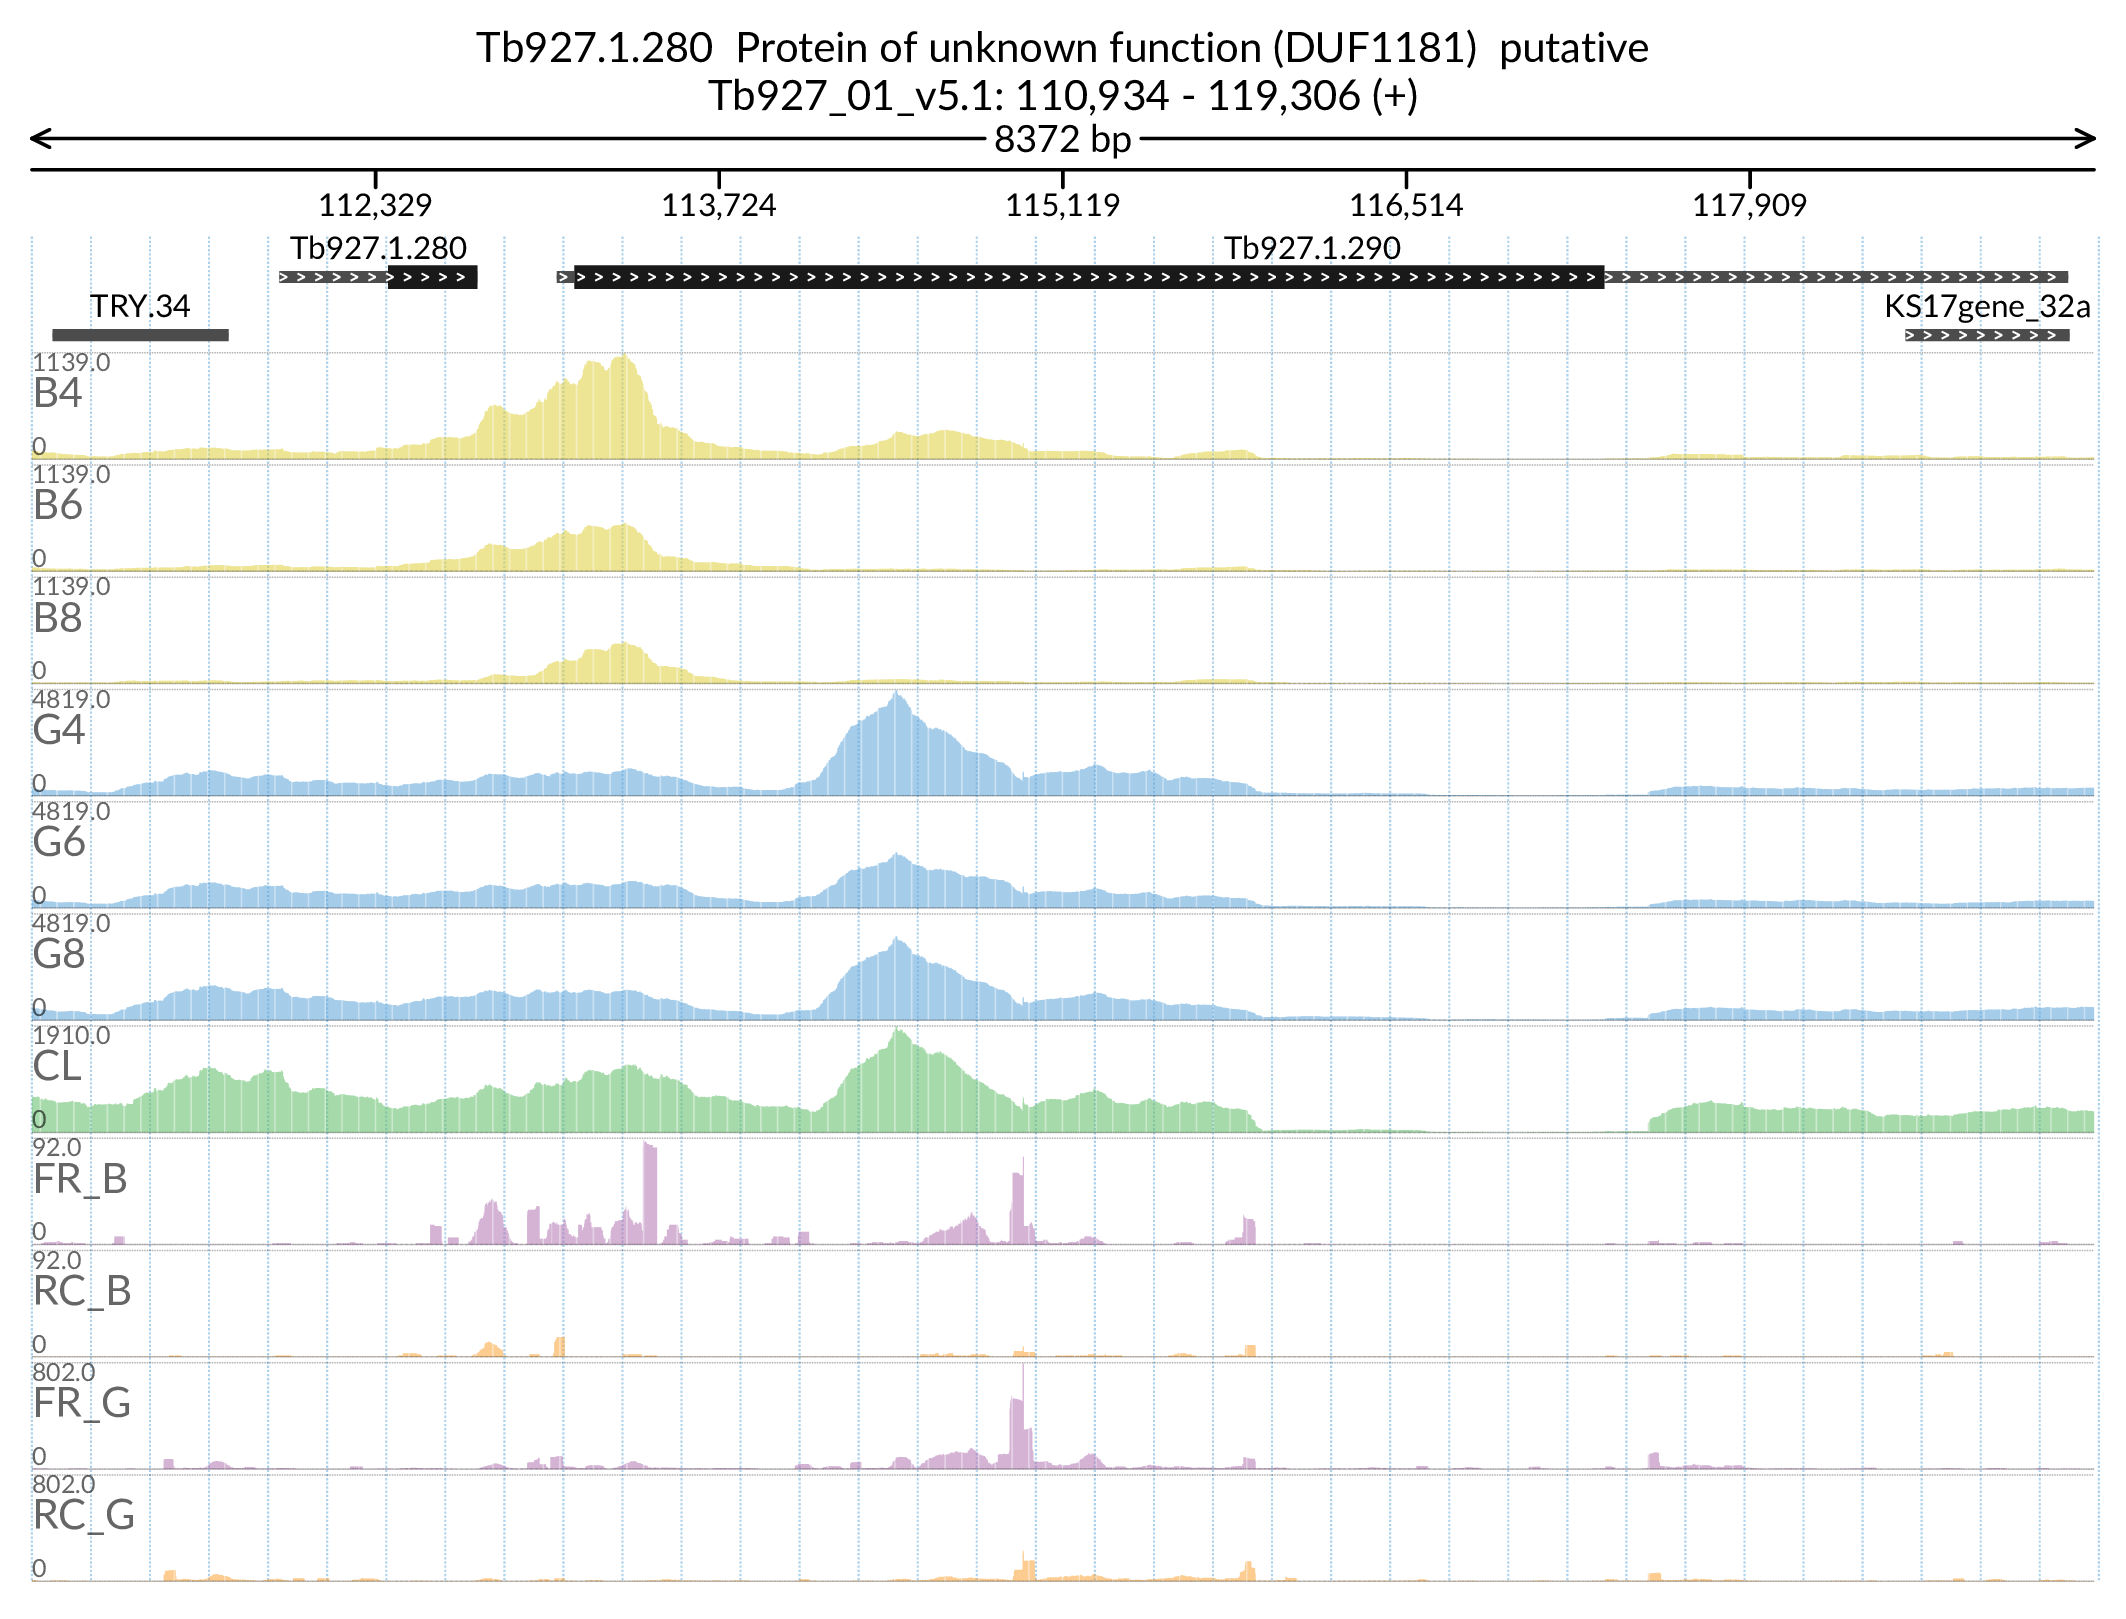 Tb927.1.280  Protein of unknown function (DUF1181)  putative
Tb927_01_v5.1: 110,934 - 119,306 (+)
8372 bp
112,329 113,724 115,119 116,514 117,909
Tb927.1.280 Tb927.1.290
TRY.34 KS17gene_32a
1139.0
B4
0
1139.0
B6
0
1139.0
B8
0
4819.0
G4
0
4819.0
G6
0
4819.0
G8
0
1910.0
CL
0
92.0
FR_B
0
92.0
RC_B
0
802.0
FR_G
0
802.0
RC_G
0